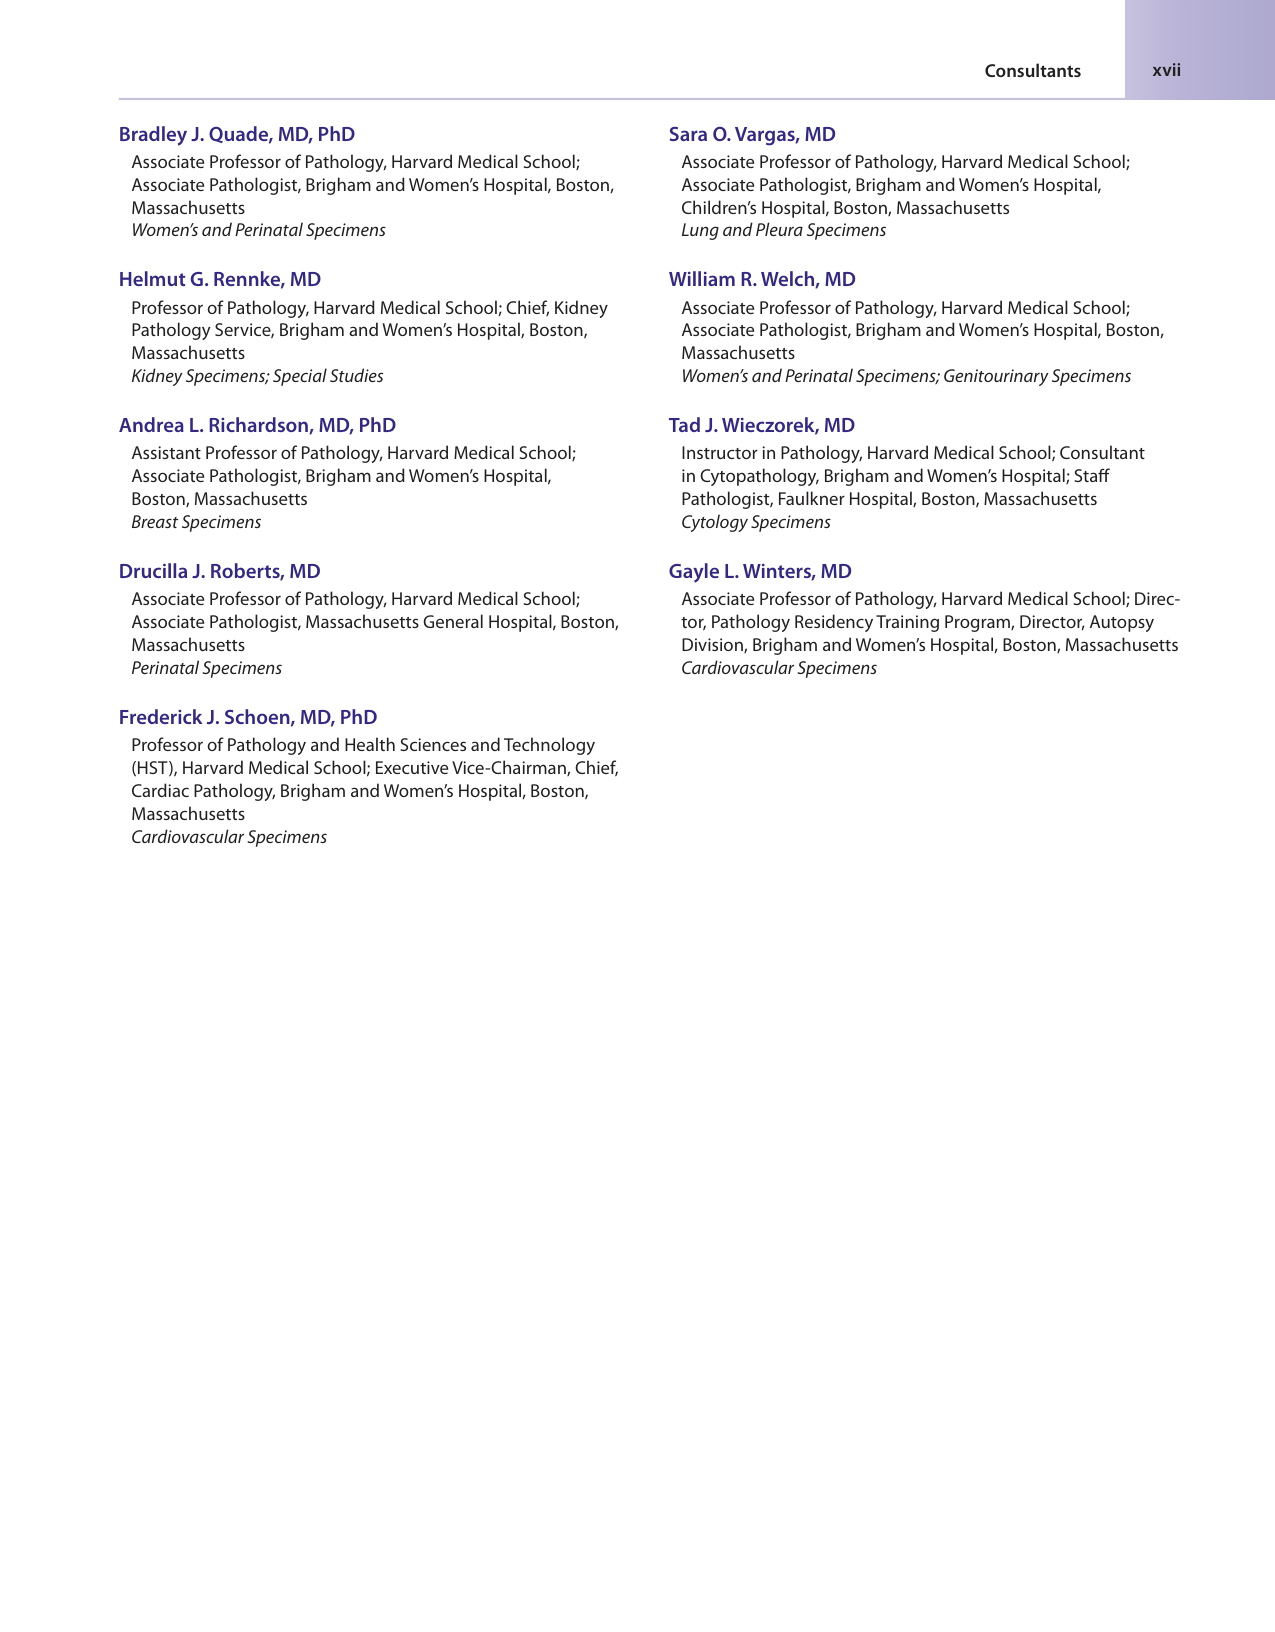 Consultants
xvii
Bradley J. Quade, MD, PhD
Associate Professor of Pathology, Harvard Medical School;
Associate Pathologist, Brigham and Women’s Hospital, Boston,
Massachusetts
Women’s and Perinatal Specimens
Helmut G. Rennke, MD
Professor of Pathology, Harvard Medical School; Chief, Kidney
Pathology Service, Brigham and Women’s Hospital, Boston,
Massachusetts
Kidney Specimens; Special Studies
Andrea L. Richardson, MD, PhD
Assistant Professor of Pathology, Harvard Medical School;
Associate Pathologist, Brigham and Women’s Hospital,
Boston, Massachusetts
Breast Specimens
Drucilla J. Roberts, MD
Associate Professor of Pathology, Harvard Medical School;
Associate Pathologist, Massachusetts General Hospital, Boston,
Massachusetts
Perinatal Specimens
Frederick J. Schoen, MD, PhD
Professor of Pathology and Health Sciences and Technology
(HST), Harvard Medical School; Executive Vice-Chairman, Chief,
Cardiac Pathology, Brigham and Women’s Hospital, Boston,
Massachusetts
Cardiovascular Specimens
Sara O. Vargas, MD
Associate Professor of Pathology, Harvard Medical School;
Associate Pathologist, Brigham and Women’s Hospital,
Children’s Hospital, Boston, Massachusetts
Lung and Pleura Specimens
William R. Welch, MD
Associate Professor of Pathology, Harvard Medical School;
Associate Pathologist, Brigham and Women’s Hospital, Boston,
Massachusetts
Women’s and Perinatal Specimens; Genitourinary Specimens
Tad J. Wieczorek, MD
Instructor in Pathology, Harvard Medical School; Consultant
in Cytopathology, Brigham and Women’s Hospital; Staff
Pathologist, Faulkner Hospital, Boston, Massachusetts
Cytology Specimens
Gayle L. Winters, MD
Associate Professor of Pathology, Harvard Medical School; Direc-
tor, Pathology Residency Training Program, Director, Autopsy
Division, Brigham and Women’s Hospital, Boston, Massachusetts
Cardiovascular Specimens